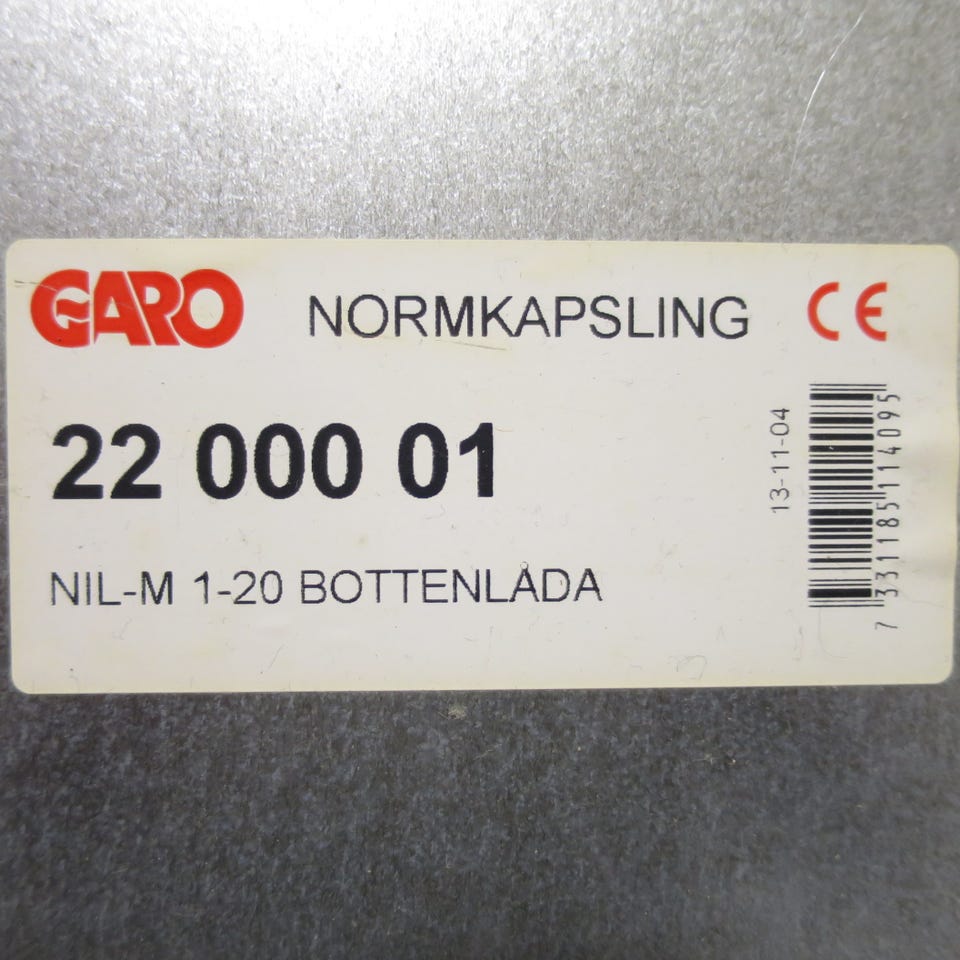 GARO NORMKAPSLING CE
22 000 01
13-11-04
7 331185 114095
NIL-M 1-20 BOTTENLÅDA